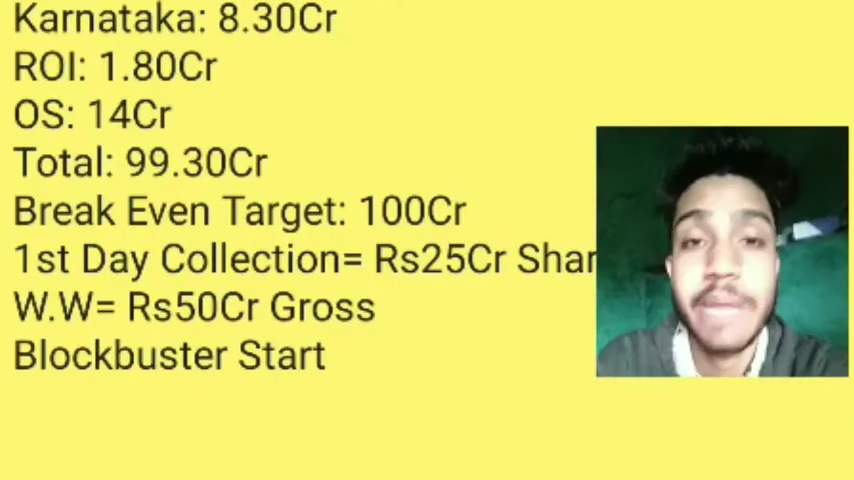 Karnataka: 8.30Cr
ROI: 1.80Cr
OS: 14Cr
Total: 99.30Cr
Break Even Target: 100Cr
1st Day Collection= Rs25Cr Shar
W.W= Rs50Cr Gross
Blockbuster Start